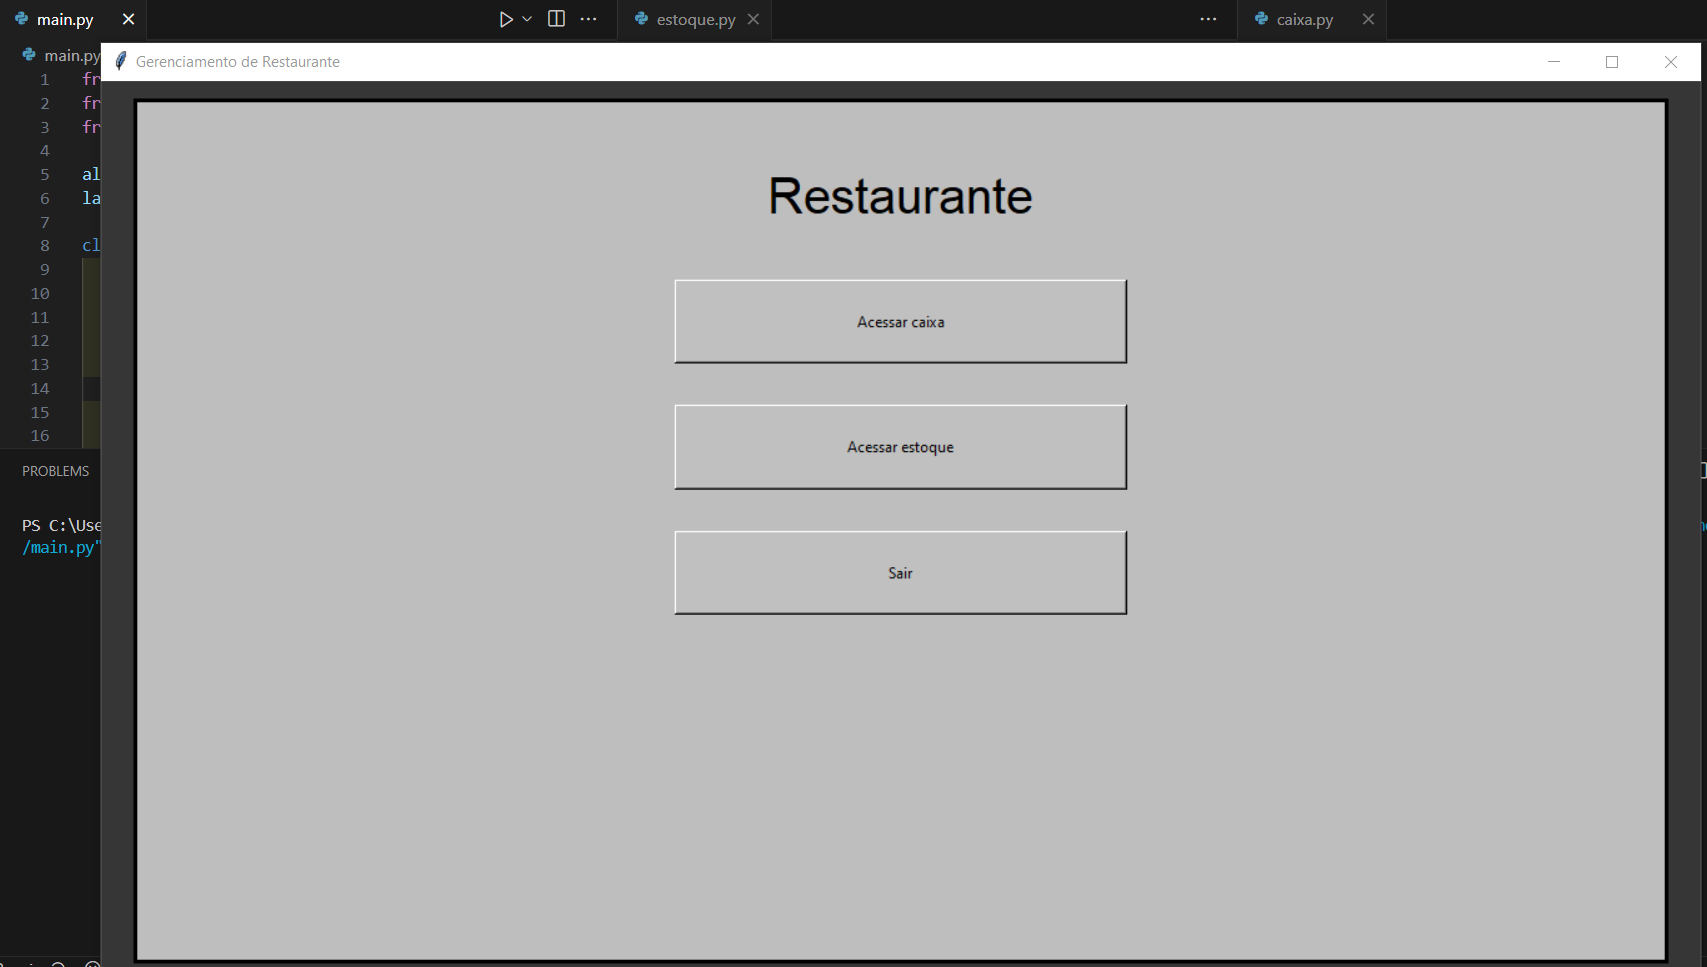 main.py
estoque.py
caixa.py
main.py
Gerenciamento de Restaurante
1 fr
2 fr
3 fr
4
5 al
6 la
7
8 cl
9
10
11
12
13
14
15
16
Restaurante
Acessar caixa
Acessar estoque
Sair
PROBLEMS
PS C:\Use
/main.py"